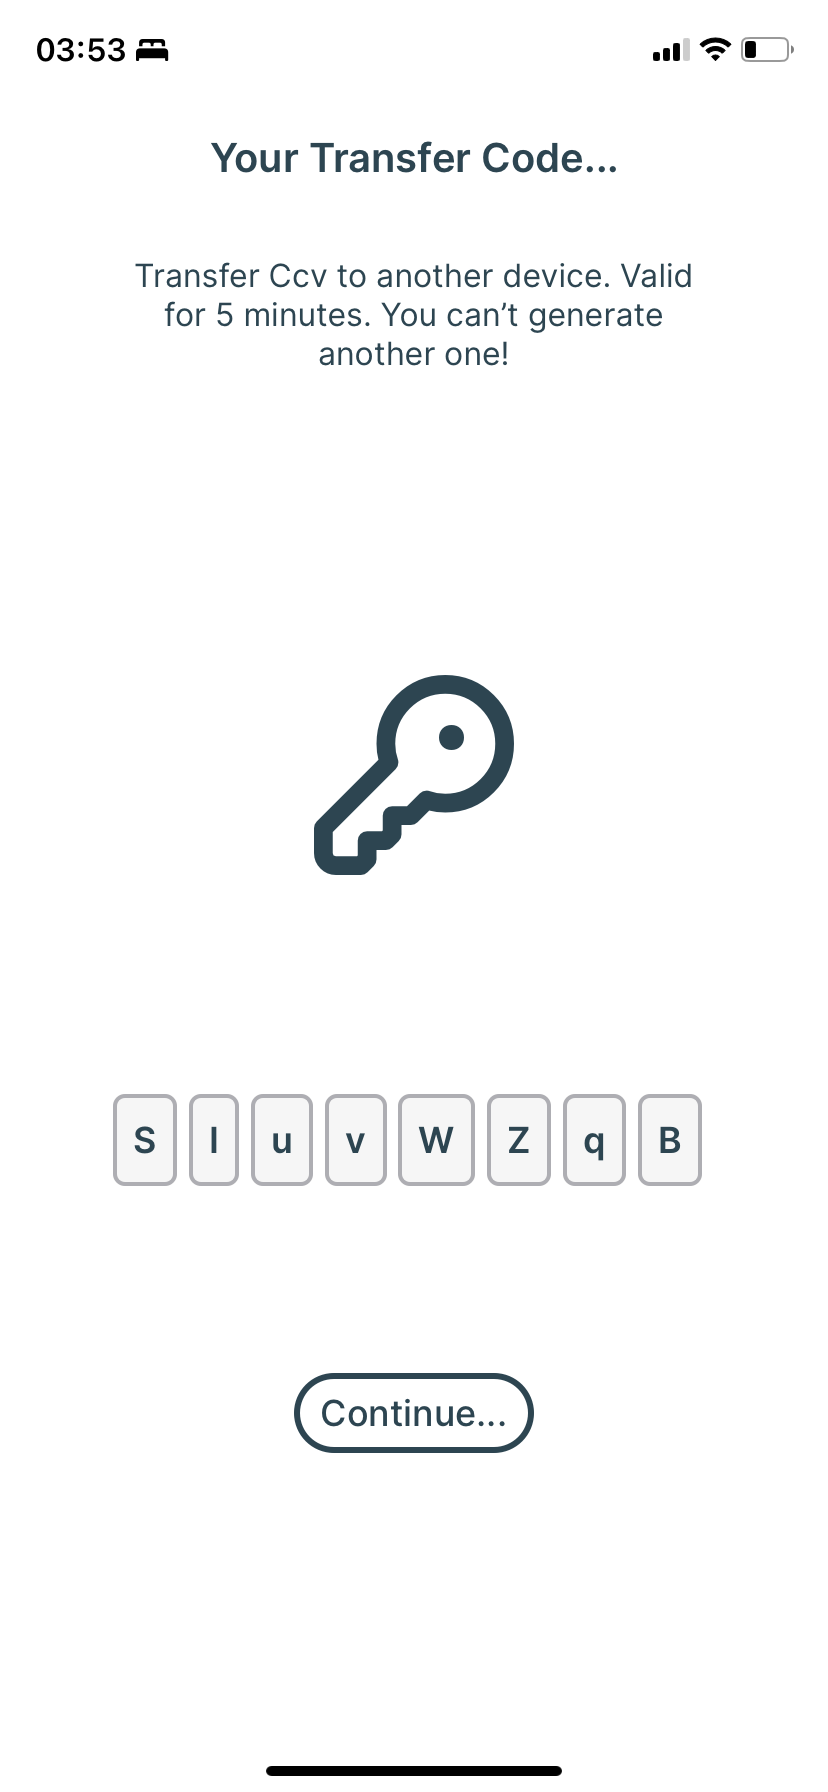 03:53
Your Transfer Code...
Transfer Ccv to another device. Valid
for 5 minutes. You can’t generate
another one!
S I u v W Z q B
Continue...